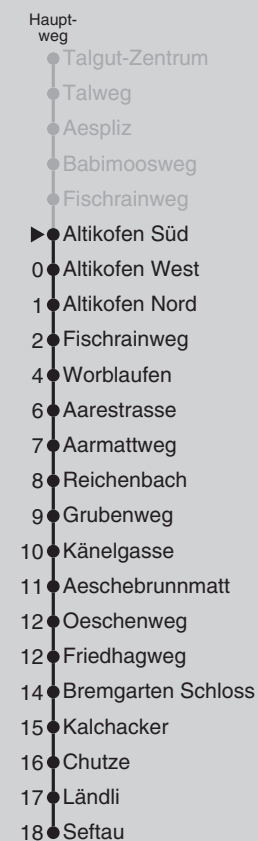 Haupt-
weg
Talgut-Zentrum
Talweg
Aespliz
Babimoosweg
Fischrainweg
Altikofen Süd
0 Altikofen West
1 Altikofen Nord
2 Fischrainweg
4 Worblaufen
6 Aarestrasse
7 Aarmattweg
8 Reichenbach
9 Grubenweg
10 Känelgasse
11 Aeschebrunnmatt
12 Oeschenweg
12 Friedhagweg
14 Bremgarten Schloss
15 Kalchacker
16 Chutze
17 Ländli
18 Seftau